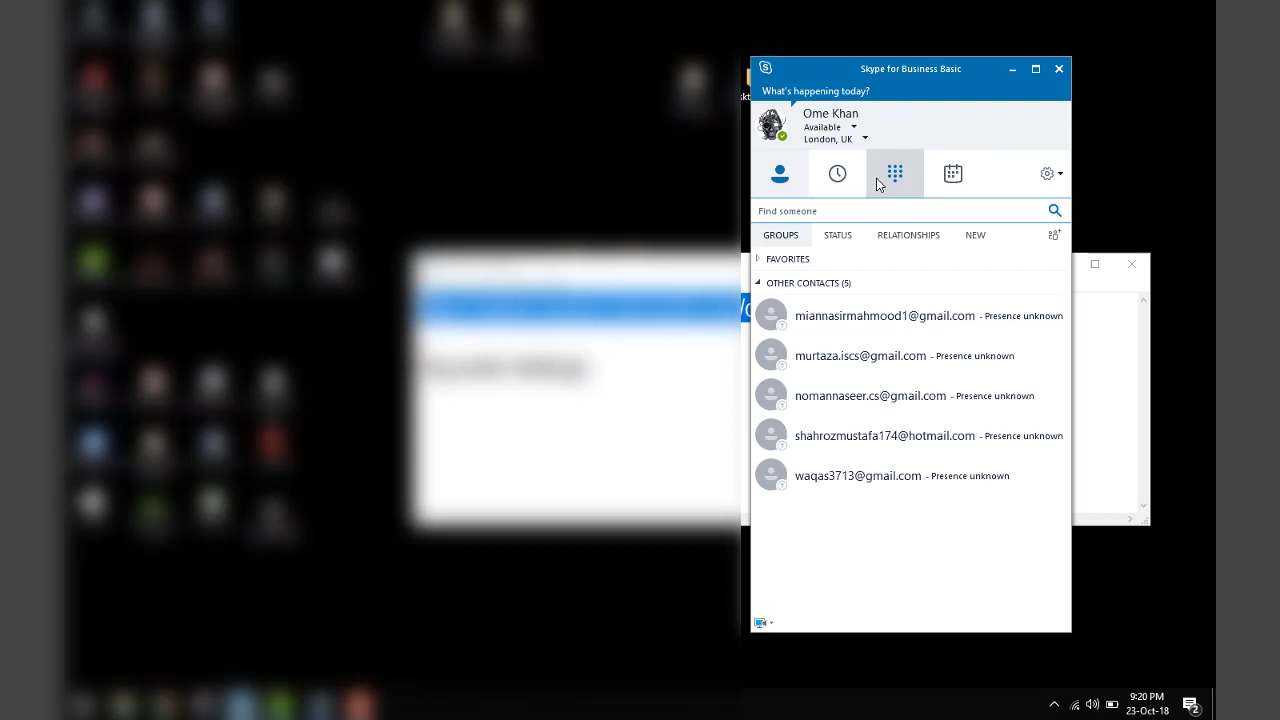 Skype for Business Basic
What's happening today?
Ome Khan
Available
London, UK
Find someone
GROUPS STATUS RELATIONSHIPS NEW
FAVORITES
OTHER CONTACTS (5)
miannasirmahmood1@gmail.com - Presence unknown
murtaza.iscs@gmail.com - Presence unknown
nomannaseer.cs@gmail.com - Presence unknown
shahrozmustafa174@hotmail.com - Presence unknown
waqas3713@gmail.com - Presence unknown
9:20 PM
23-Oct-18
2